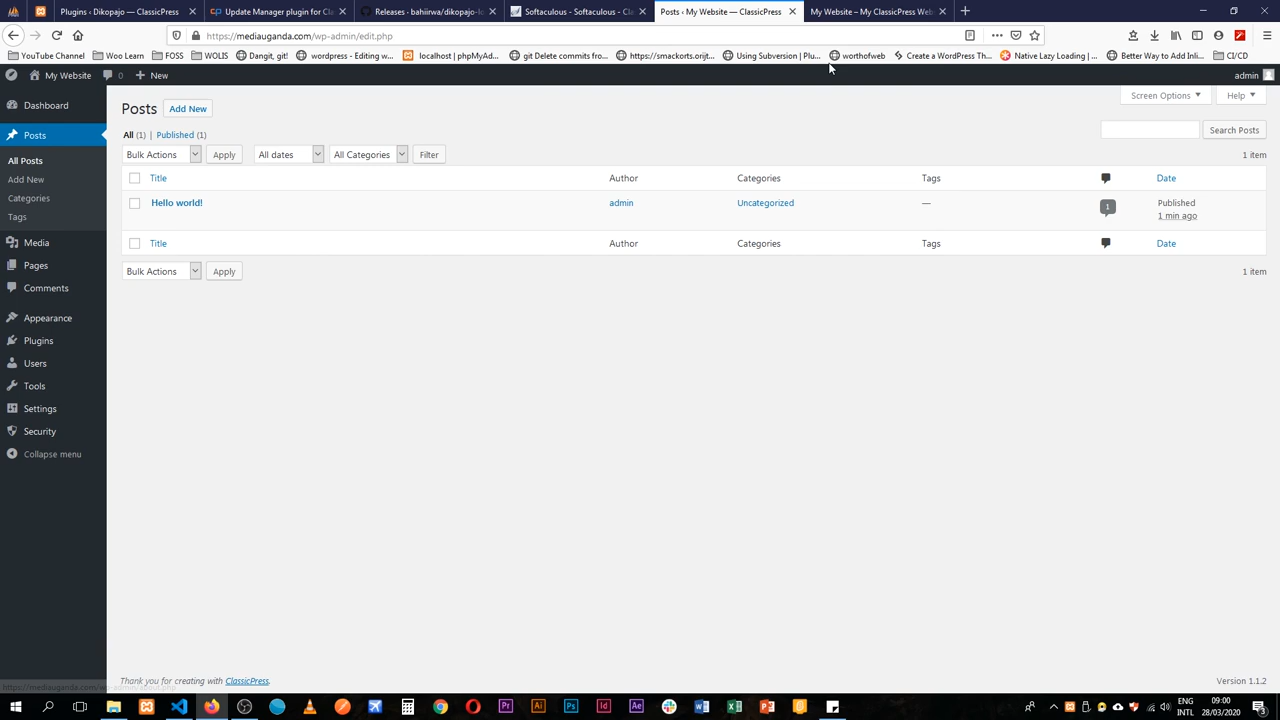 Plugins ‹ Dikopajo — ClassicPress
Update Manager plugin for Cl
Releases · bahiirwa/dikopajo-lo
Softaculous - Softaculous - Cl
Posts ‹ My Website — ClassicPress
My Website – My ClassicPress Web
https://mediauganda.com/wp-admin/edit.php
YouTube Channel
Woo Learn
FOSS
WOLIS
Dangit, git!
wordpress - Editing w...
localhost | phpMyAd...
git Delete commits fro...
https://smackorts.orijt...
Using Subversion | Plu...
worthofweb
Create a WordPress Th...
Native Lazy Loading | ...
Better Way to Add Inli...
CI/CD
My Website
0
New
admin
Dashboard
Posts
All Posts
Add New
Categories
Tags
Media
Pages
Comments
Appearance
Plugins
Users
Tools
Settings
Security
Collapse menu
Posts
Add New
Screen Options
Help
All (1) | Published (1)
Search Posts
Bulk Actions
Apply
All dates
All Categories
Filter
1 item
Title
Author
Categories
Tags
Date
Hello world!
admin
Uncategorized
—
1
Published
1 min ago
Title
Author
Categories
Tags
Date
Bulk Actions
Apply
1 item
Thank you for creating with ClassicPress.
Version 1.1.2
ENG
INTL
09:00
28/03/2020